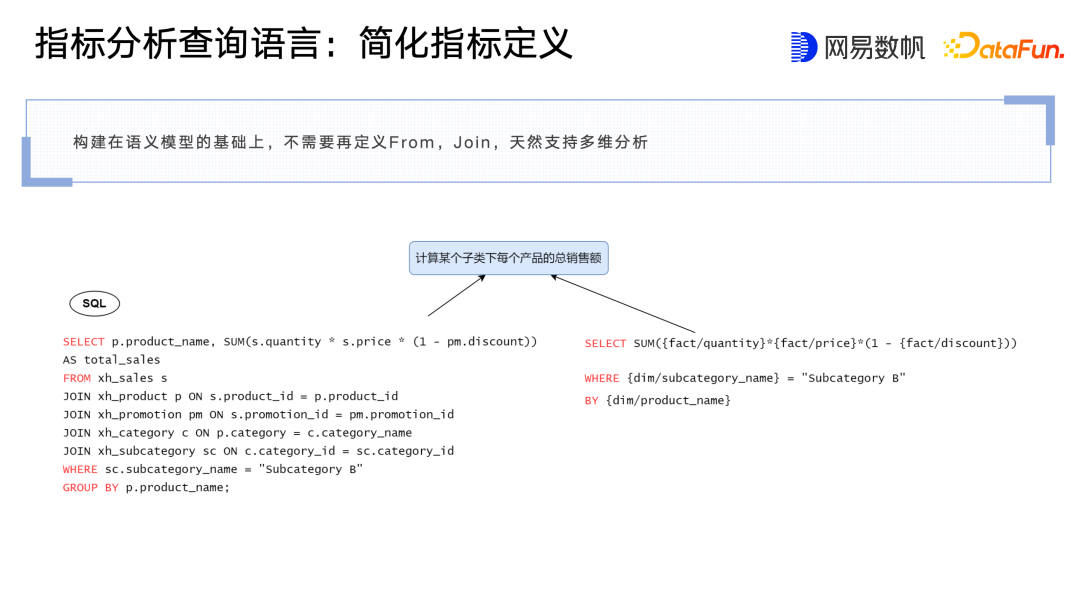 指标分析查询语言：简化指标定义
网易数帆
DataFun.
构建在语义模型的基础上，不需要再定义From，Join，天然支持多维分析
计算某个子类下每个产品的总销售额
SQL
SELECT p.product_name, SUM(s.quantity * s.price * (1 - pm.discount))
AS total_sales
FROM xh_sales s
JOIN xh_product p ON s.product_id = p.product_id
JOIN xh_promotion pm ON s.promotion_id = pm.promotion_id
JOIN xh_category c ON p.category = c.category_name
JOIN xh_subcategory sc ON c.category_id = sc.category_id
WHERE sc.subcategory_name = "Subcategory B"
GROUP BY p.product_name;
SELECT SUM({fact/quantity}*{fact/price}*(1 - {fact/discount}))
WHERE {dim/subcategory_name} = "Subcategory B"
BY {dim/product_name}